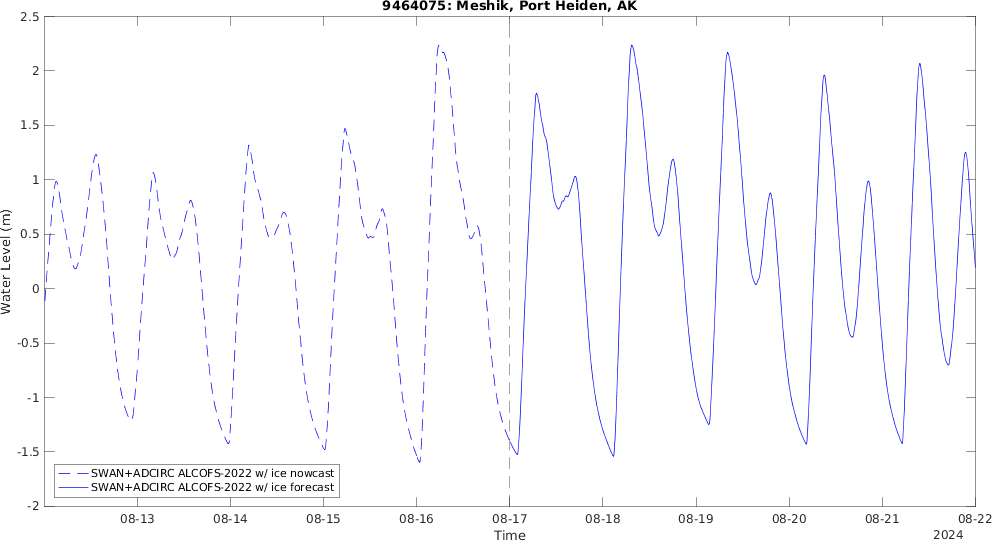 9464075: Meshik, Port Heiden, AK
Water Level (m)
2.5
2
1.5
1
0.5
0
-0.5
-1
-1.5
-2
SWAN+ADCIRC ALCOFS-2022 w/ ice nowcast
SWAN+ADCIRC ALCOFS-2022 w/ ice forecast
08-13 08-14 08-15 08-16 08-17 08-18 08-19 08-20 08-21 08-22
Time
2024